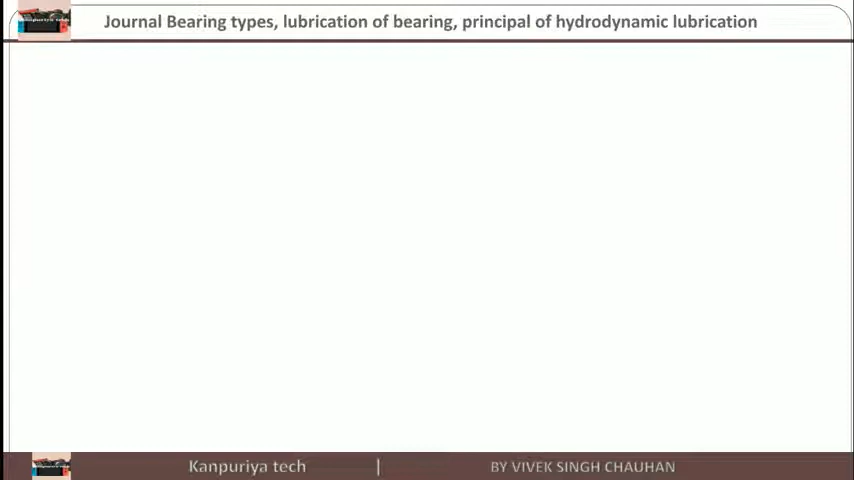 Journal Bearing types, lubrication of bearing, principal of hydrodynamic lubrication
Kanpuriya tech | BY VIVEK SINGH CHAUHAN